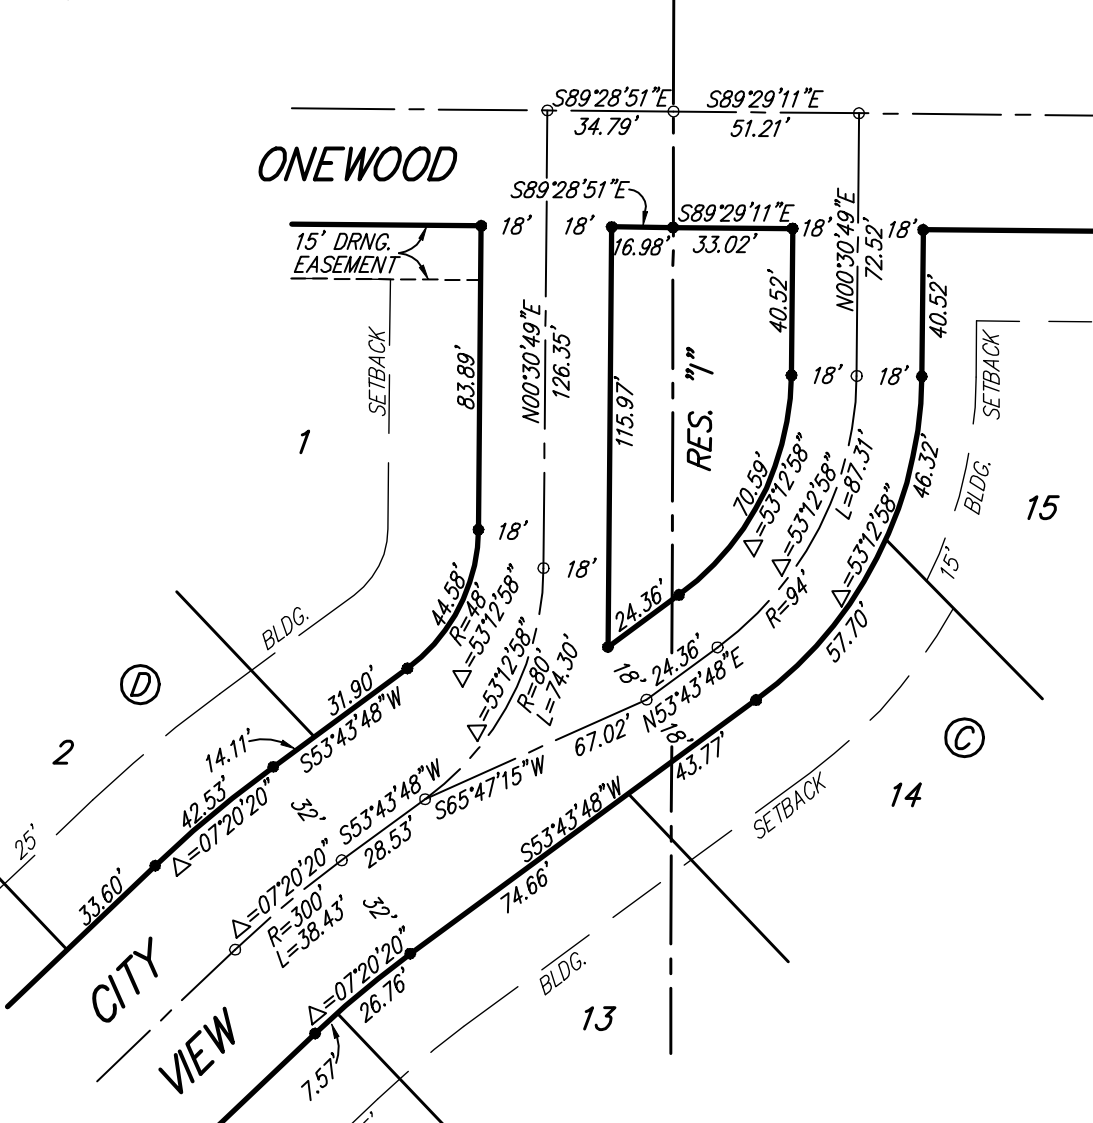 S89°28'51"E
S89°29'11"E
34.79'
51.21'
ONEWOOD
S89°28'51"E
S89°29'11"E
18'
18'
16.98'
33.02'
18'
18'
15' DRNG.
EASEMENT
N00°30'49"E
72.52'
40.52'
40.52'
SETBACK
83.89'
N00°30'49"E
126.35'
115.97'
RES. "1"
18'
18'
SETBACK
1
70.59'
△=53°12'58"
△=53°12'58"
L=87.31'
R=94'
46.32'
△=53°12'58"
57.70'
BLDG.
15
15'
18'
18'
44.58'
R=48'
△=53°12'58"
△=53°12'58"
R=80'
L=74.30'
24.36'
18'
24.36'
N53°43'48"E
18'
BLDG.
D
31.90'
S53°43'48"W
67.02'
S65°47'15"W
43.77'
C
2
14.11'
42.53'
△=07°20'20"
32'
S53°43'48"W
28.53'
S53°43'48"W
74.66'
SETBACK
14
25'
33.60'
△=07°20'20"
R=300'
L=38.43'
32'
CITY
VIEW
△=07°20'20"
26.76'
7.57'
BLDG.
13